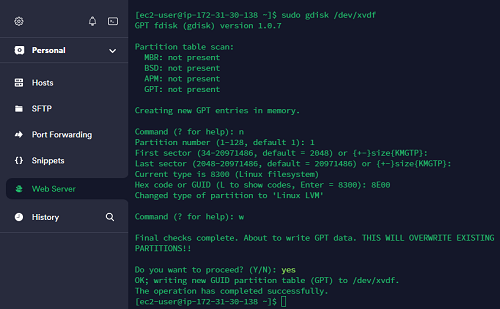 Personal
Hosts
SFTP
Port Forwarding
Snippets
Web Server
History
[ec2-user@ip-172-31-30-138 ~]$ sudo gdisk /dev/xvdf
GPT fdisk (gdisk) version 1.0.7
Partition table scan:
MBR: not present
BSD: not present
APM: not present
GPT: not present
Creating new GPT entries in memory.
Command (? for help): n
Partition number (1-128, default 1): 1
First sector (34-20971486, default = 2048) or {+-}size{KMGTP}:
Last sector (2048-20971486, default = 20971486) or {+-}size{KMGTP}:
Current type is 8300 (Linux filesystem)
Hex code or GUID (L to show codes, Enter = 8300): 8E00
Changed type of partition to 'Linux LVM'
Command (? for help): w
Final checks complete. About to write GPT data. THIS WILL OVERWRITE EXISTING
PARTITIONS!!
Do you want to proceed? (Y/N): yes
OK; writing new GUID partition table (GPT) to /dev/xvdf.
The operation has completed successfully.
[ec2-user@ip-172-31-30-138 ~]$